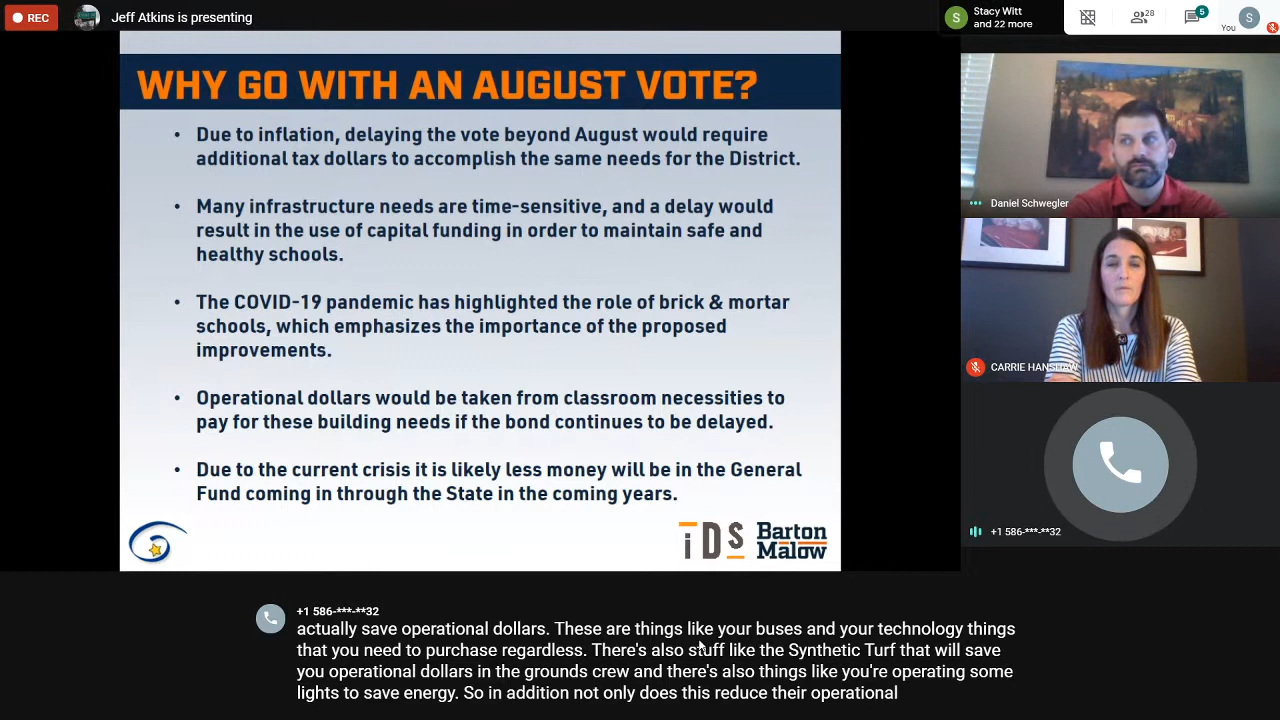 REC
Jeff Atkins is presenting
S
Stacy Witt
and 22 more
28
5
You
S
WHY GO WITH AN AUGUST VOTE?
• Due to inflation, delaying the vote beyond August would require
additional tax dollars to accomplish the same needs for the District.
• Many infrastructure needs are time-sensitive, and a delay would
result in the use of capital funding in order to maintain safe and
healthy schools.
• The COVID-19 pandemic has highlighted the role of brick & mortar
schools, which emphasizes the importance of the proposed
improvements.
• Operational dollars would be taken from classroom necessities to
pay for these building needs if the bond continues to be delayed.
• Due to the current crisis it is likely less money will be in the General
Fund coming in through the State in the coming years.
iDS
Barton
Malow
Daniel Schwegler
CARRIE HANSHAW
+1 586-***-**32
+1 586-***-**32
actually save operational dollars. These are things like your buses and your technology things
that you need to purchase regardless. There's also stuff like the Synthetic Turf that will save
you operational dollars in the grounds crew and there's also things like you're operating some
lights to save energy. So in addition not only does this reduce their operational